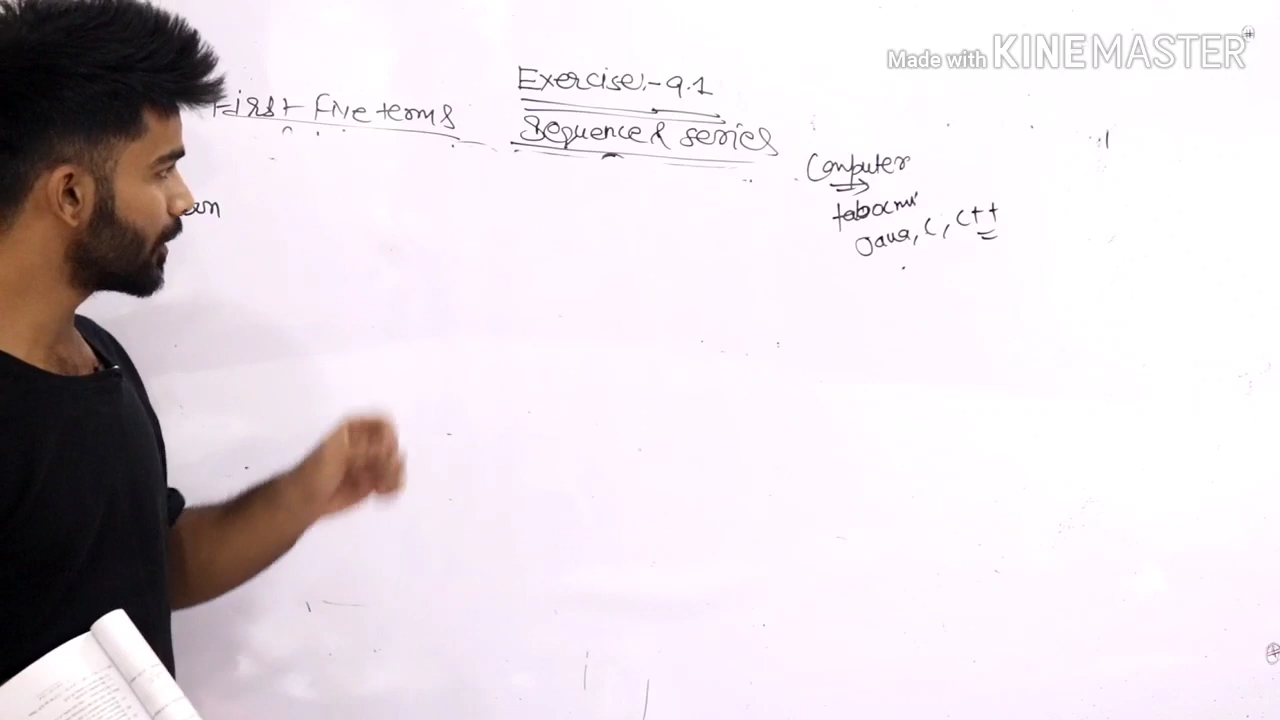 Made with KINEMASTER
Exercise:- 9.1
First five terms
Sequence & series
Computer
Java, C, C++